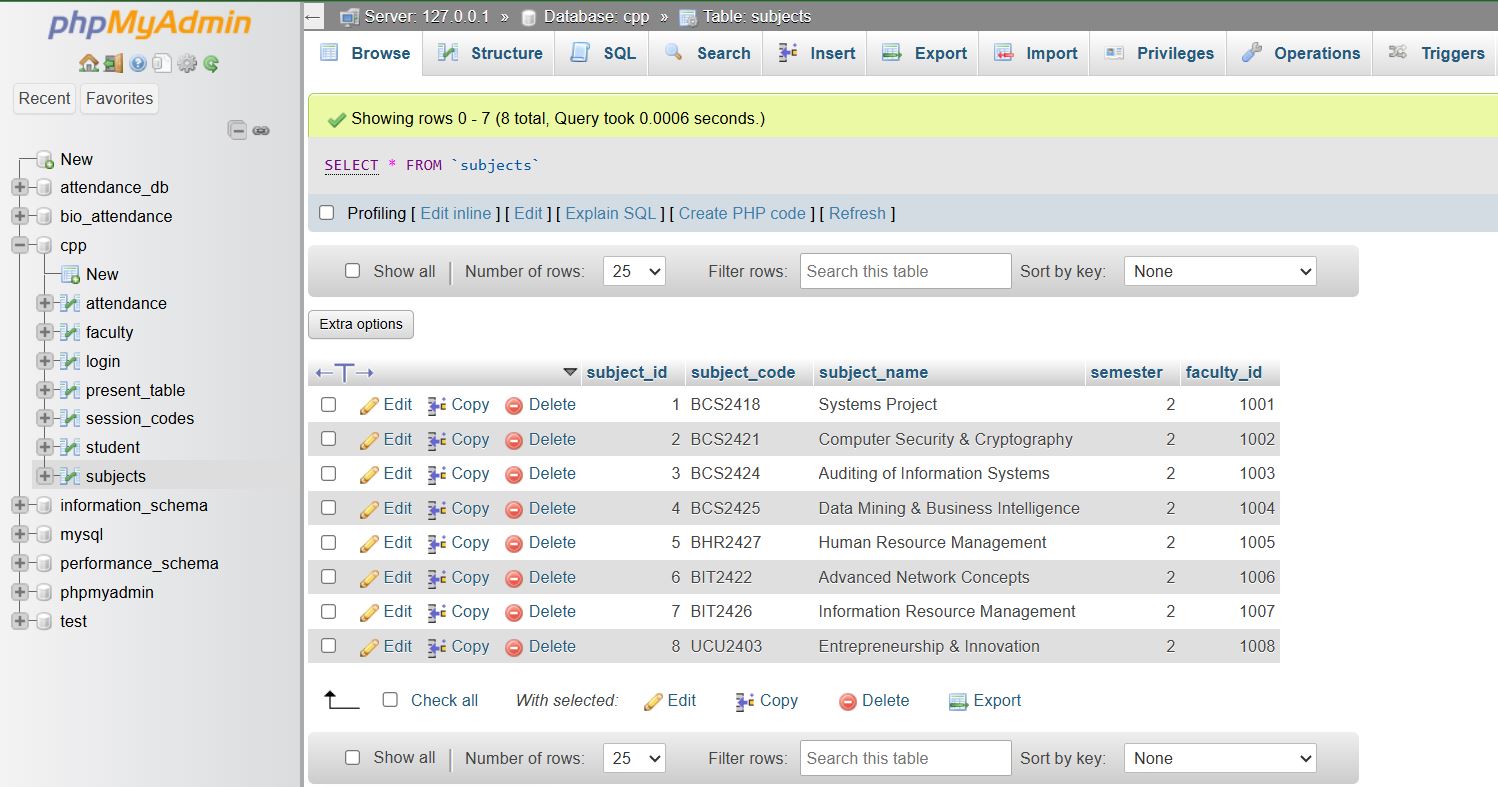 phpMyAdmin
Recent Favorites
New
attendance_db
bio_attendance
cpp
New
attendance
faculty
login
present_table
session_codes
student
subjects
information_schema
mysql
performance_schema
phpmyadmin
test
Server: 127.0.0.1 » Database: cpp » Table: subjects
Browse Structure SQL Search Insert Export Import Privileges Operations Triggers
Showing rows 0 - 7 (8 total, Query took 0.0006 seconds.)
SELECT * FROM `subjects`
Profiling [ Edit inline ] [ Edit ] [ Explain SQL ] [ Create PHP code ] [ Refresh ]
Show all | Number of rows: 25 Filter rows: Search this table Sort by key: None
Extra options
←T→ subject_id subject_code subject_name semester faculty_id
Edit Copy Delete 1 BCS2418 Systems Project 2 1001
Edit Copy Delete 2 BCS2421 Computer Security & Cryptography 2 1002
Edit Copy Delete 3 BCS2424 Auditing of Information Systems 2 1003
Edit Copy Delete 4 BCS2425 Data Mining & Business Intelligence 2 1004
Edit Copy Delete 5 BHR2427 Human Resource Management 2 1005
Edit Copy Delete 6 BIT2422 Advanced Network Concepts 2 1006
Edit Copy Delete 7 BIT2426 Information Resource Management 2 1007
Edit Copy Delete 8 UCU2403 Entrepreneurship & Innovation 2 1008
Check all With selected: Edit Copy Delete Export
Show all | Number of rows: 25 Filter rows: Search this table Sort by key: None